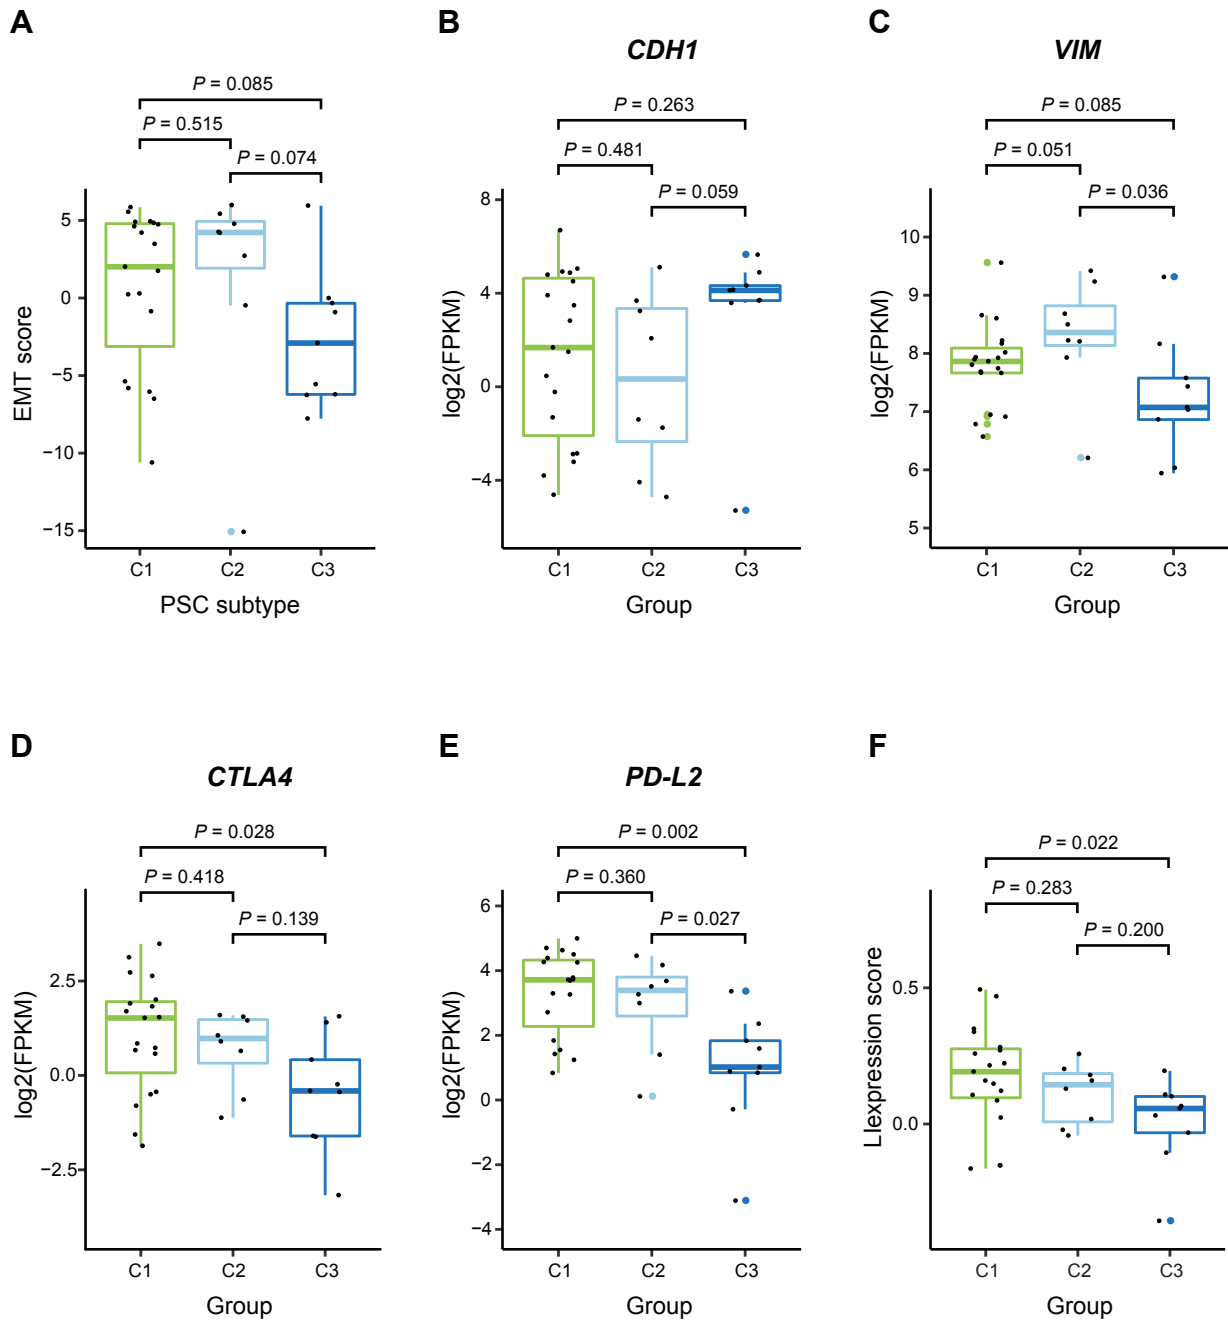 A
P = 0.085
P = 0.515
P = 0.074
EMT score
5
0
−5
−10
−15
C1 C2 C3
PSC subtype
B
CDH1
P = 0.263
P = 0.481
P = 0.059
log2(FPKM)
8
4
0
−4
C1 C2 C3
Group
C
VIM
P = 0.085
P = 0.051
P = 0.036
log2(FPKM)
10
9
8
7
6
5
C1 C2 C3
Group
D
CTLA4
P = 0.028
P = 0.418
P = 0.139
log2(FPKM)
2.5
0.0
−2.5
C1 C2 C3
Group
E
PD-L2
P = 0.002
P = 0.360
P = 0.027
log2(FPKM)
6
4
2
0
−2
−4
C1 C2 C3
Group
F
P = 0.022
P = 0.283
P = 0.200
LIexpression score
0.5
0.0
C1 C2 C3
Group